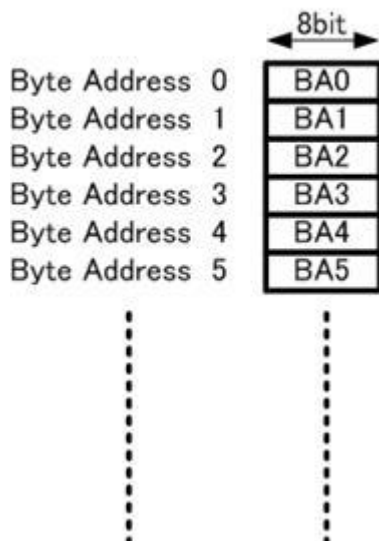 8bit
Byte Address 0 BA0
Byte Address 1 BA1
Byte Address 2 BA2
Byte Address 3 BA3
Byte Address 4 BA4
Byte Address 5 BA5